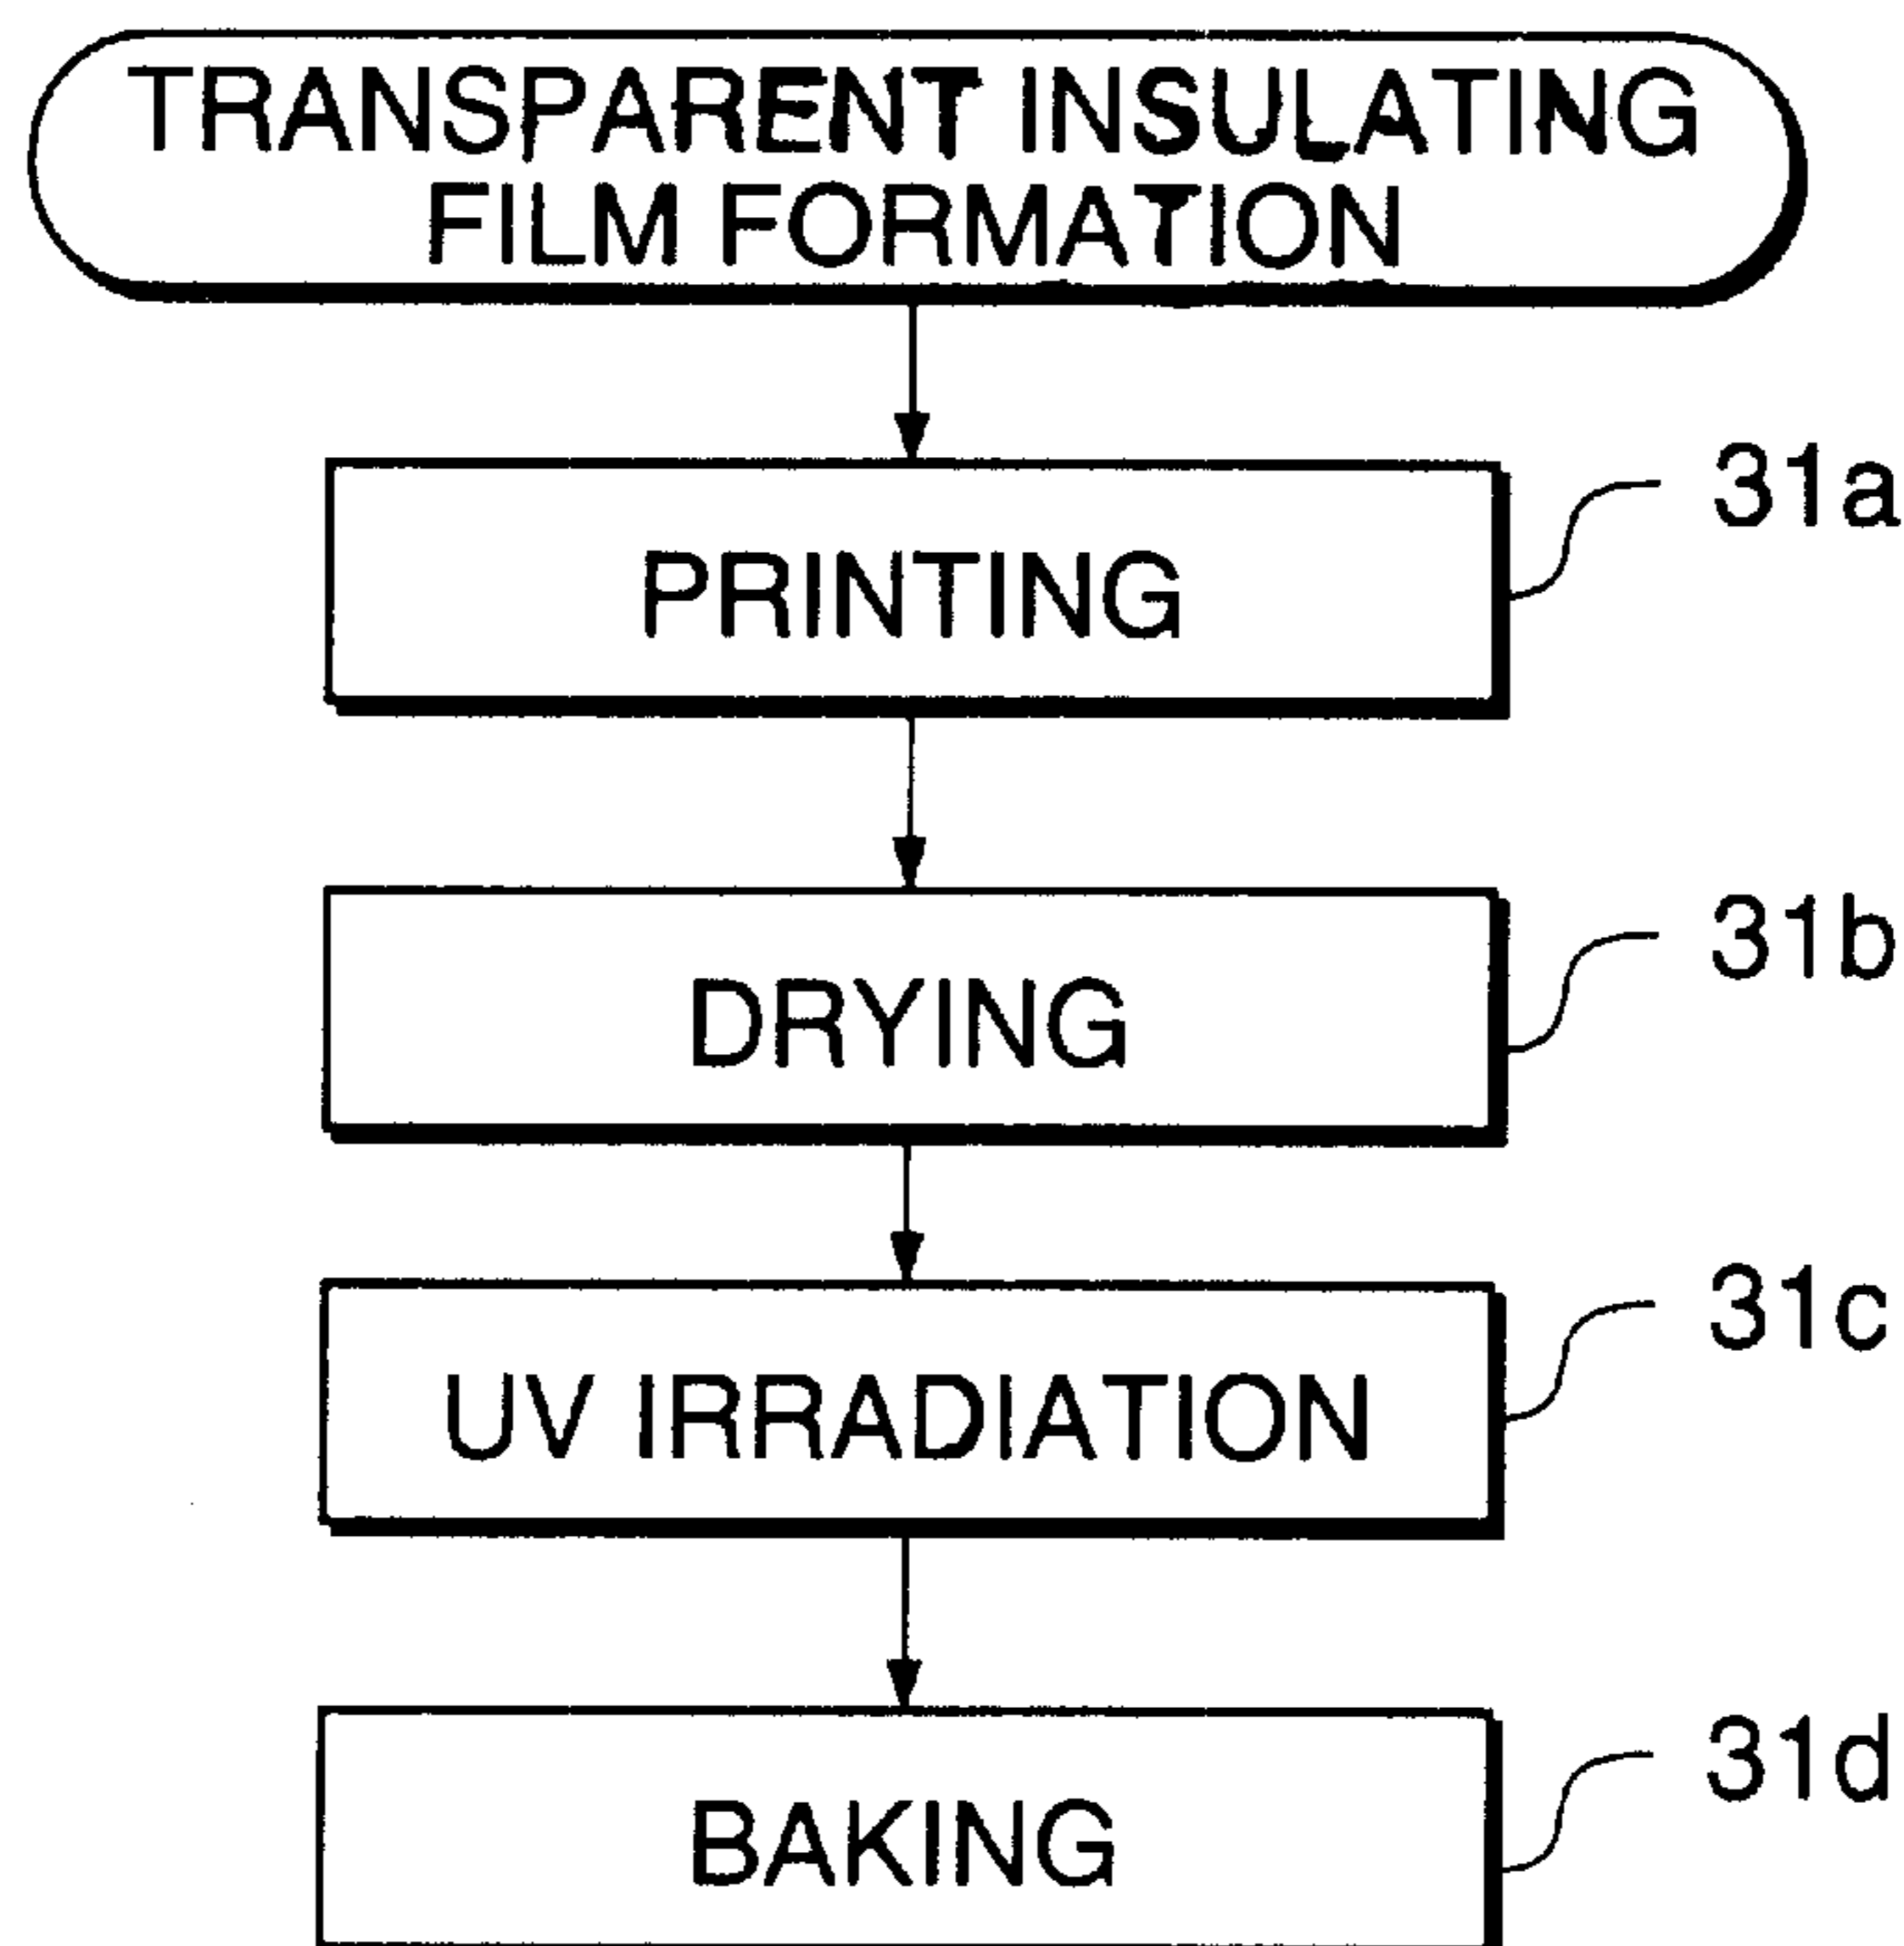 TRANSPARENT INSULATING
FILM FORMATION
31a
PRINTING
31b
DRYING
31c
UV IRRADIATION
31d
BAKING